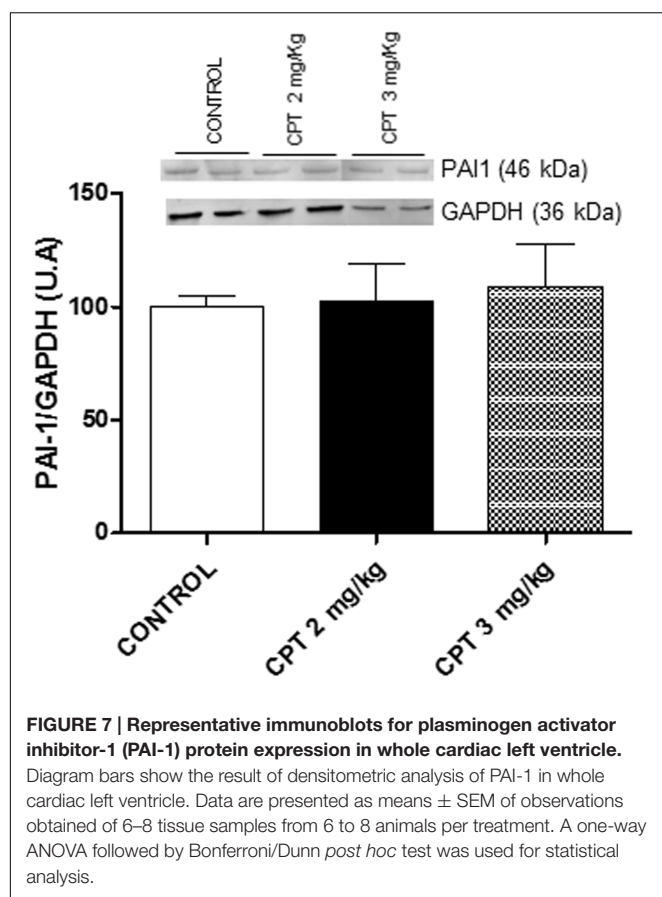 CONTROL
CPT 2 mg/Kg
CPT 3 mg/Kg
PAI1 (46 kDa)
GAPDH (36 kDa)
PAI-1/GAPDH (U.A)
150
100
50
0
CONTROL
CPT 2 mg/kg
CPT 3 mg/kg
FIGURE 7 | Representative immunoblots for plasminogen activator
inhibitor-1 (PAI-1) protein expression in whole cardiac left ventricle.
Diagram bars show the result of densitometric analysis of PAI-1 in whole
cardiac left ventricle. Data are presented as means ± SEM of observations
obtained of 6–8 tissue samples from 6 to 8 animals per treatment. A one-way
ANOVA followed by Bonferroni/Dunn post hoc test was used for statistical
analysis.